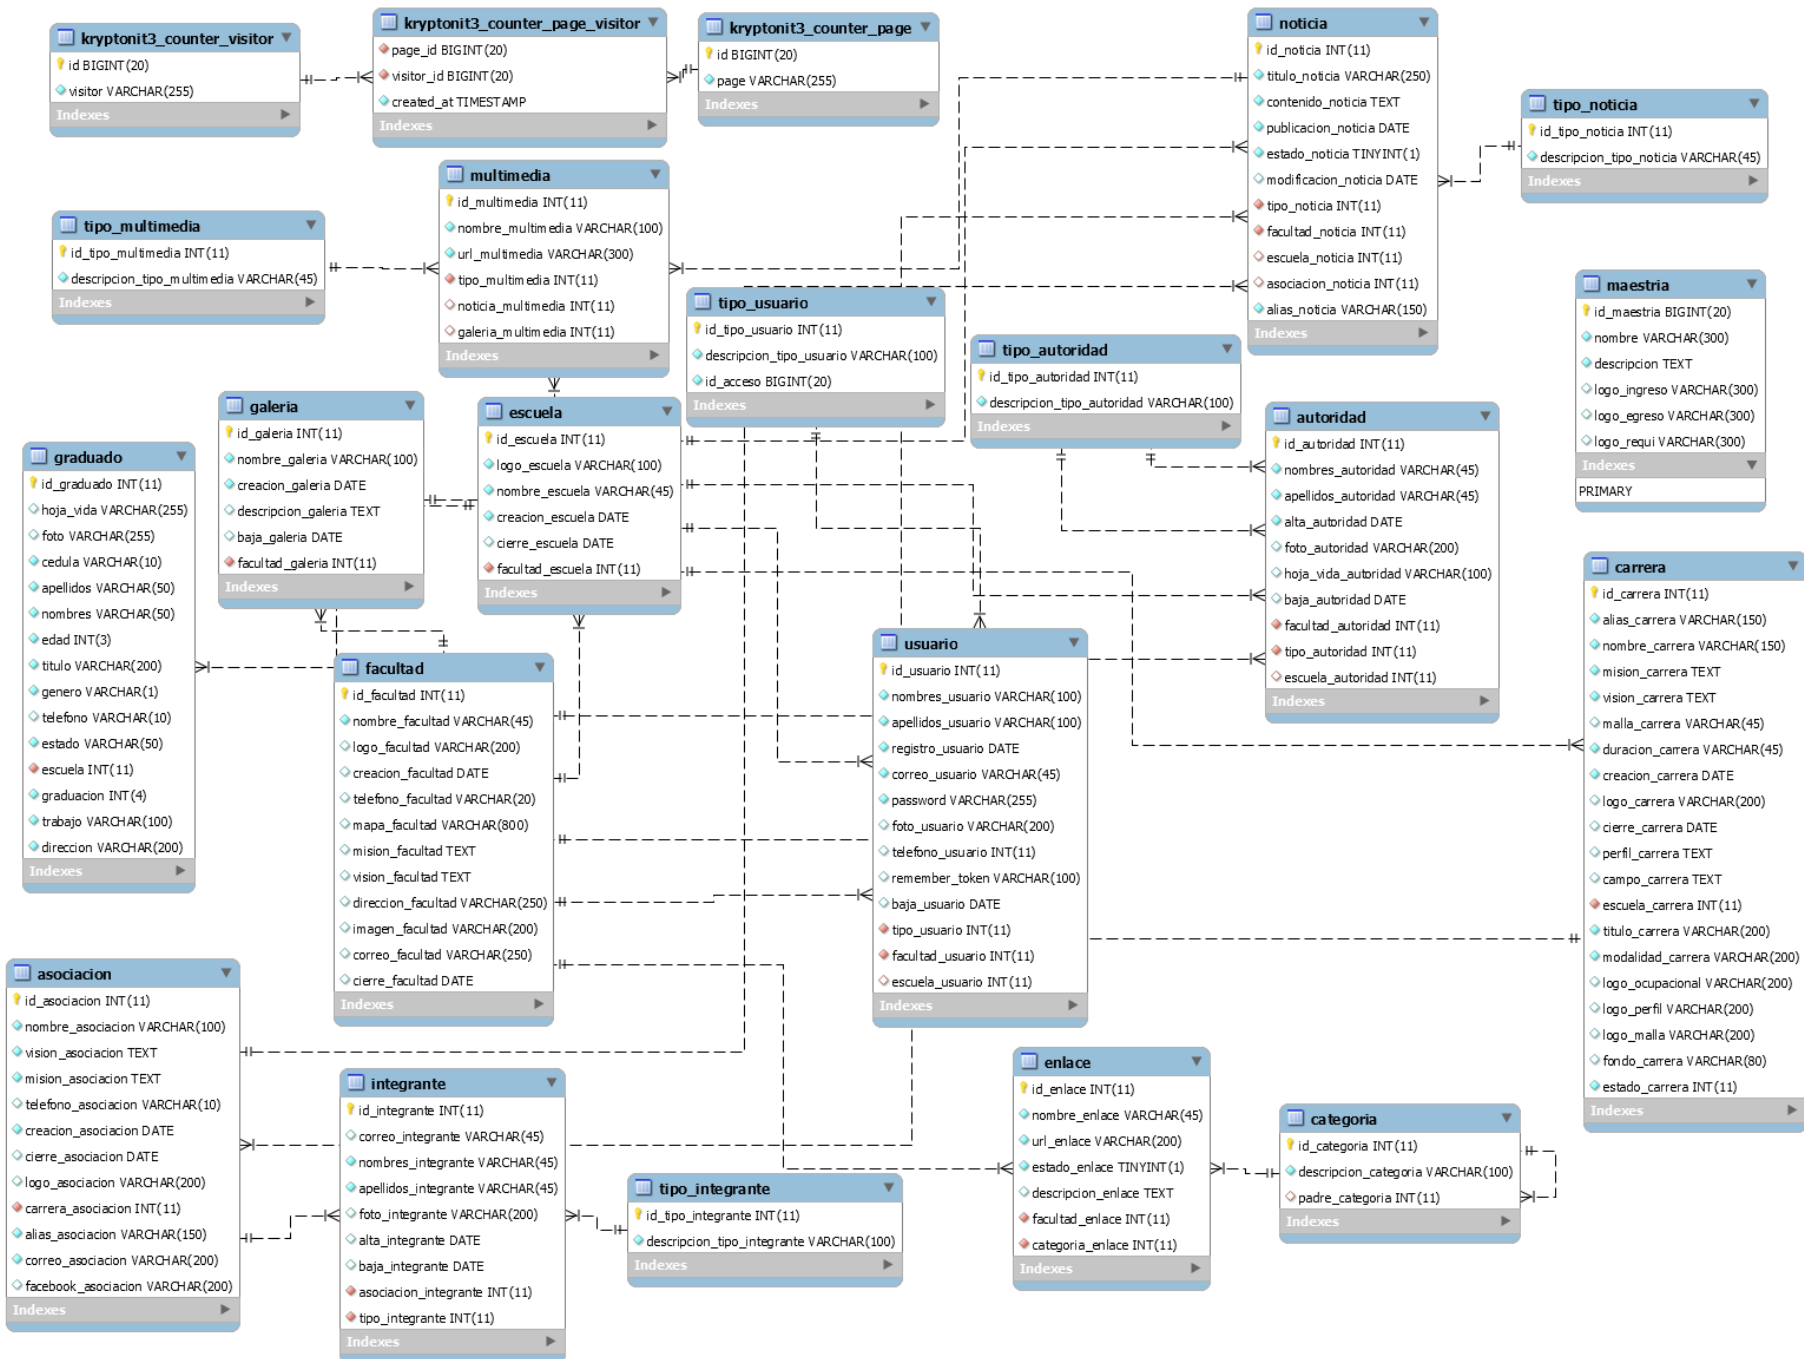 kryptonit3_counter_visitor
id BIGINT(20)
visitor VARCHAR(255)
Indexes
kryptonit3_counter_page_visitor
page_id BIGINT(20)
visitor_id BIGINT(20)
created_at TIMESTAMP
Indexes
kryptonit3_counter_page
id BIGINT(20)
page VARCHAR(255)
Indexes
noticia
id_noticia INT(11)
titulo_noticia VARCHAR(250)
contenido_noticia TEXT
publicacion_noticia DATE
estado_noticia TINYINT(1)
modificacion_noticia DATE
tipo_noticia INT(11)
facultad_noticia INT(11)
escuela_noticia INT(11)
asociacion_noticia INT(11)
alias_noticia VARCHAR(150)
Indexes
tipo_noticia
id_tipo_noticia INT(11)
descripcion_tipo_noticia VARCHAR(45)
Indexes
multimedia
id_multimedia INT(11)
nombre_multimedia VARCHAR(100)
url_multimedia VARCHAR(300)
tipo_multimedia INT(11)
noticia_multimedia INT(11)
galeria_multimedia INT(11)
Indexes
tipo_multimedia
id_tipo_multimedia INT(11)
descripcion_tipo_multimedia VARCHAR(45)
Indexes
tipo_usuario
id_tipo_usuario INT(11)
descripcion_tipo_usuario VARCHAR(100)
id_acceso BIGINT(20)
Indexes
tipo_autoridad
id_tipo_autoridad INT(11)
descripcion_tipo_autoridad VARCHAR(100)
Indexes
maestria
id_maestria BIGINT(20)
nombre VARCHAR(300)
descripcion TEXT
logo_ingreso VARCHAR(300)
logo_egreso VARCHAR(300)
logo_requi VARCHAR(300)
Indexes
PRIMARY
galeria
id_galeria INT(11)
nombre_galeria VARCHAR(100)
creacion_galeria DATE
descripcion_galeria TEXT
baja_galeria DATE
facultad_galeria INT(11)
Indexes
escuela
id_escuela INT(11)
logo_escuela VARCHAR(100)
nombre_escuela VARCHAR(45)
creacion_escuela DATE
cierre_escuela DATE
facultad_escuela INT(11)
Indexes
autoridad
id_autoridad INT(11)
nombres_autoridad VARCHAR(45)
apellidos_autoridad VARCHAR(45)
alta_autoridad DATE
foto_autoridad VARCHAR(200)
hoja_vida_autoridad VARCHAR(100)
baja_autoridad DATE
facultad_autoridad INT(11)
tipo_autoridad INT(11)
escuela_autoridad INT(11)
Indexes
graduado
id_graduado INT(11)
hoja_vida VARCHAR(255)
foto VARCHAR(255)
cedula VARCHAR(10)
apellidos VARCHAR(50)
nombres VARCHAR(50)
edad INT(3)
titulo VARCHAR(200)
genero VARCHAR(1)
telefono VARCHAR(10)
estado VARCHAR(50)
escuela INT(11)
graduacion INT(4)
trabajo VARCHAR(100)
direccion VARCHAR(200)
Indexes
facultad
id_facultad INT(11)
nombre_facultad VARCHAR(45)
logo_facultad VARCHAR(200)
creacion_facultad DATE
telefono_facultad VARCHAR(20)
mapa_facultad VARCHAR(800)
mision_facultad TEXT
vision_facultad TEXT
direccion_facultad VARCHAR(250)
imagen_facultad VARCHAR(200)
correo_facultad VARCHAR(250)
cierre_facultad DATE
Indexes
usuario
id_usuario INT(11)
nombres_usuario VARCHAR(100)
apellidos_usuario VARCHAR(100)
registro_usuario DATE
correo_usuario VARCHAR(45)
password VARCHAR(255)
foto_usuario VARCHAR(200)
telefono_usuario INT(11)
remember_token VARCHAR(100)
baja_usuario DATE
tipo_usuario INT(11)
facultad_usuario INT(11)
escuela_usuario INT(11)
Indexes
carrera
id_carrera INT(11)
alias_carrera VARCHAR(150)
nombre_carrera VARCHAR(150)
mision_carrera TEXT
vision_carrera TEXT
malla_carrera VARCHAR(45)
duracion_carrera VARCHAR(45)
creacion_carrera DATE
logo_carrera VARCHAR(200)
cierre_carrera DATE
perfil_carrera TEXT
campo_carrera TEXT
escuela_carrera INT(11)
titulo_carrera VARCHAR(200)
modalidad_carrera VARCHAR(200)
logo_ocupacional VARCHAR(200)
logo_perfil VARCHAR(200)
logo_malla VARCHAR(200)
fondo_carrera VARCHAR(80)
estado_carrera INT(11)
Indexes
asociacion
id_asociacion INT(11)
nombre_asociacion VARCHAR(100)
vision_asociacion TEXT
mision_asociacion TEXT
telefono_asociacion VARCHAR(10)
creacion_asociacion DATE
cierre_asociacion DATE
logo_asociacion VARCHAR(200)
carrera_asociacion INT(11)
alias_asociacion VARCHAR(150)
correo_asociacion VARCHAR(200)
facebook_asociacion VARCHAR(200)
Indexes
integrante
id_integrante INT(11)
correo_integrante VARCHAR(45)
nombres_integrante VARCHAR(45)
apellidos_integrante VARCHAR(45)
foto_integrante VARCHAR(200)
alta_integrante DATE
baja_integrante DATE
asociacion_integrante INT(11)
tipo_integrante INT(11)
Indexes
tipo_integrante
id_tipo_integrante INT(11)
descripcion_tipo_integrante VARCHAR(100)
Indexes
enlace
id_enlace INT(11)
nombre_enlace VARCHAR(45)
url_enlace VARCHAR(200)
estado_enlace TINYINT(1)
descripcion_enlace TEXT
facultad_enlace INT(11)
categoria_enlace INT(11)
Indexes
categoria
id_categoria INT(11)
descripcion_categoria VARCHAR(100)
padre_categoria INT(11)
Indexes